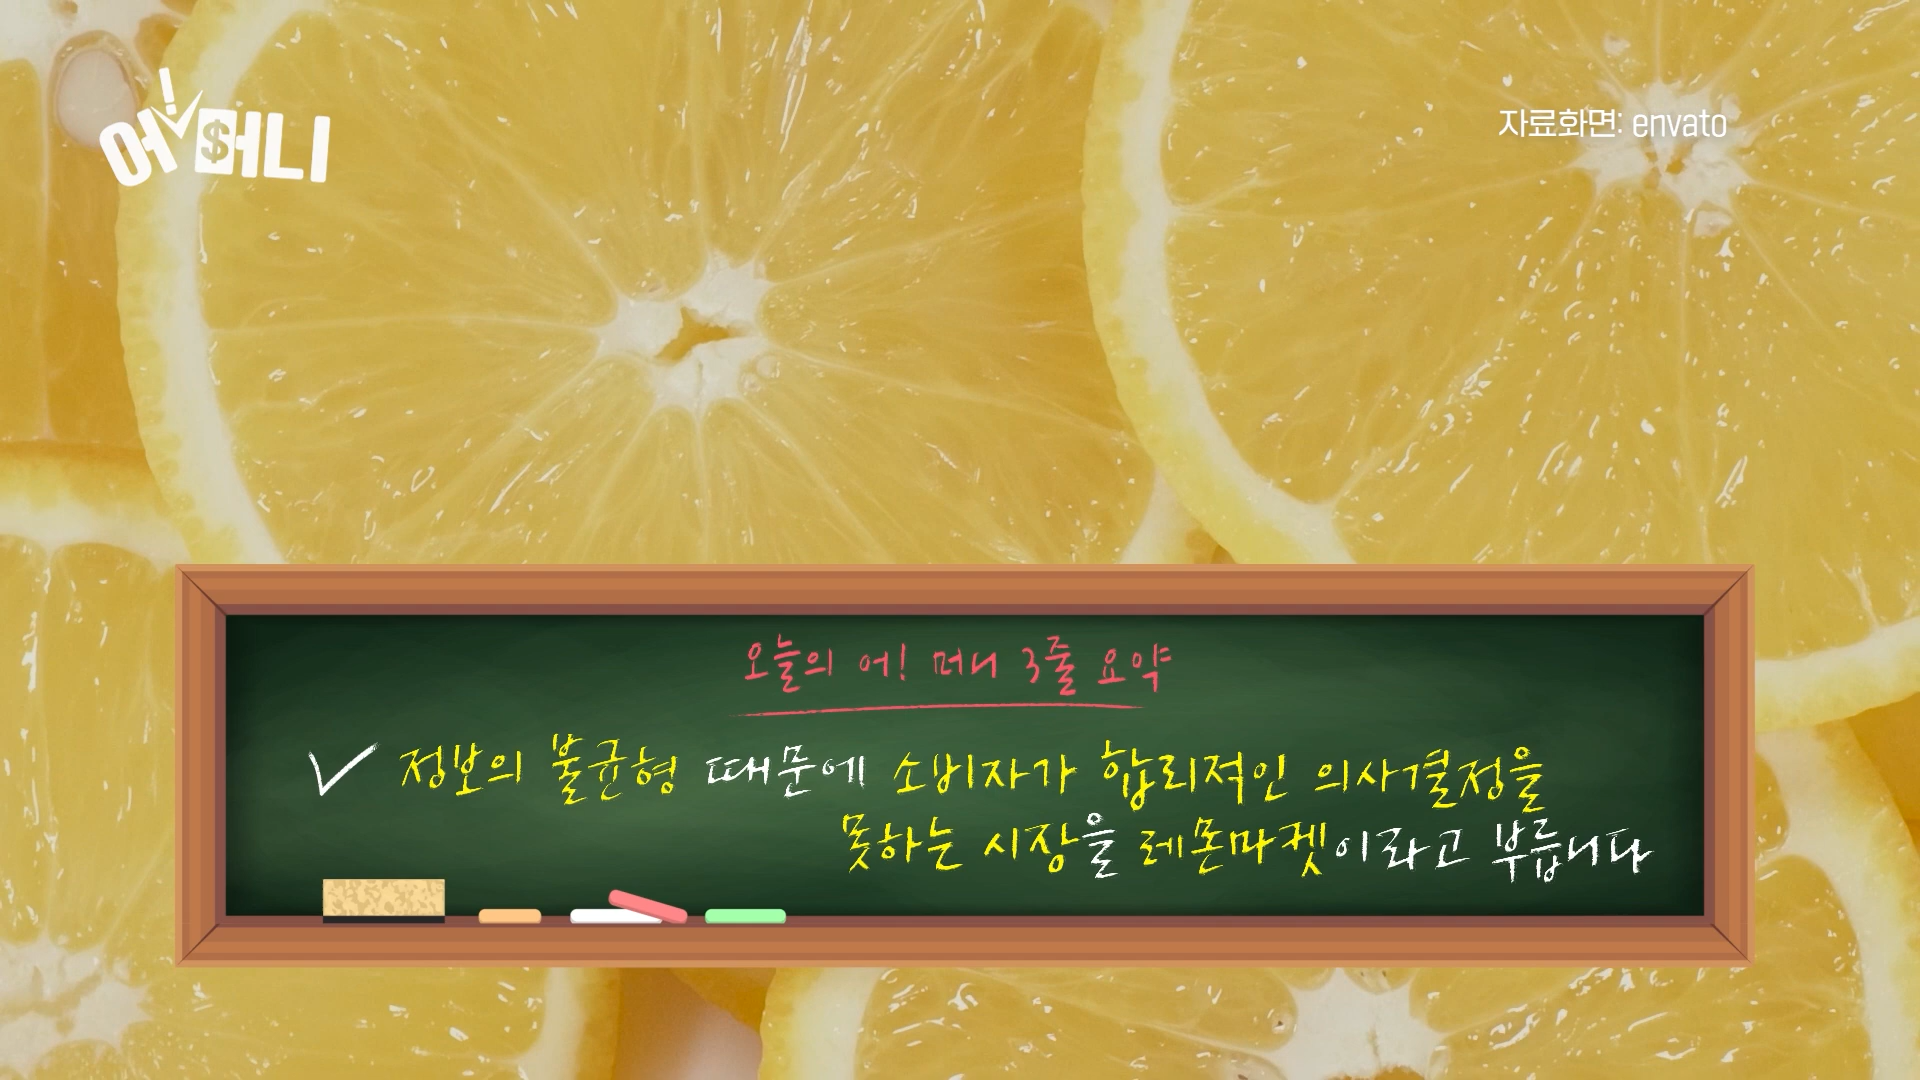 어!머니
자료화면: envato
오늘의 어! 머니 3줄 요약
정보의 불균형 때문에 소비자가 합리적인 의사결정을
못하는 시장을 레몬마켓이라고 부릅니다